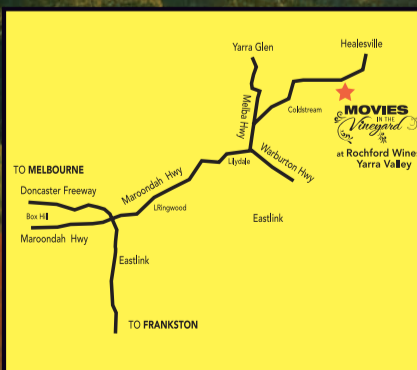 Yarra Glen
Healesville
Melba Hwy
Coldstream
MOVIES
IN THE
Vineyard
at Rochford Wine
Yarra Valley
Lilydale
Warburton Hwy
TO MELBOURNE
Doncaster Freeway
Maroondah Hwy
LRingwood
Box Hill
Maroondah Hwy
Eastlink
Eastlink
TO FRANKSTON